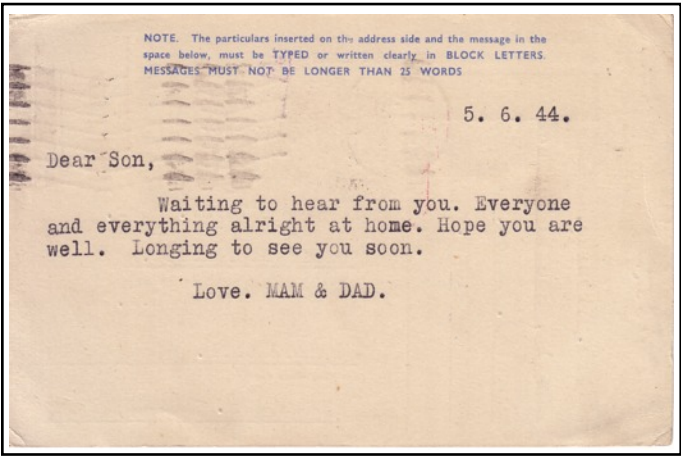 NOTE. The particulars inserted on the address side and the message in the
space below, must be TYPED or written clearly in BLOCK LETTERS.
MESSAGES MUST NOT BE LONGER THAN 25 WORDS
5. 6. 44.
Dear Son,
Waiting to hear from you. Everyone
and everything alright at home. Hope you are
well. Longing to see you soon.
Love. MAM & DAD.